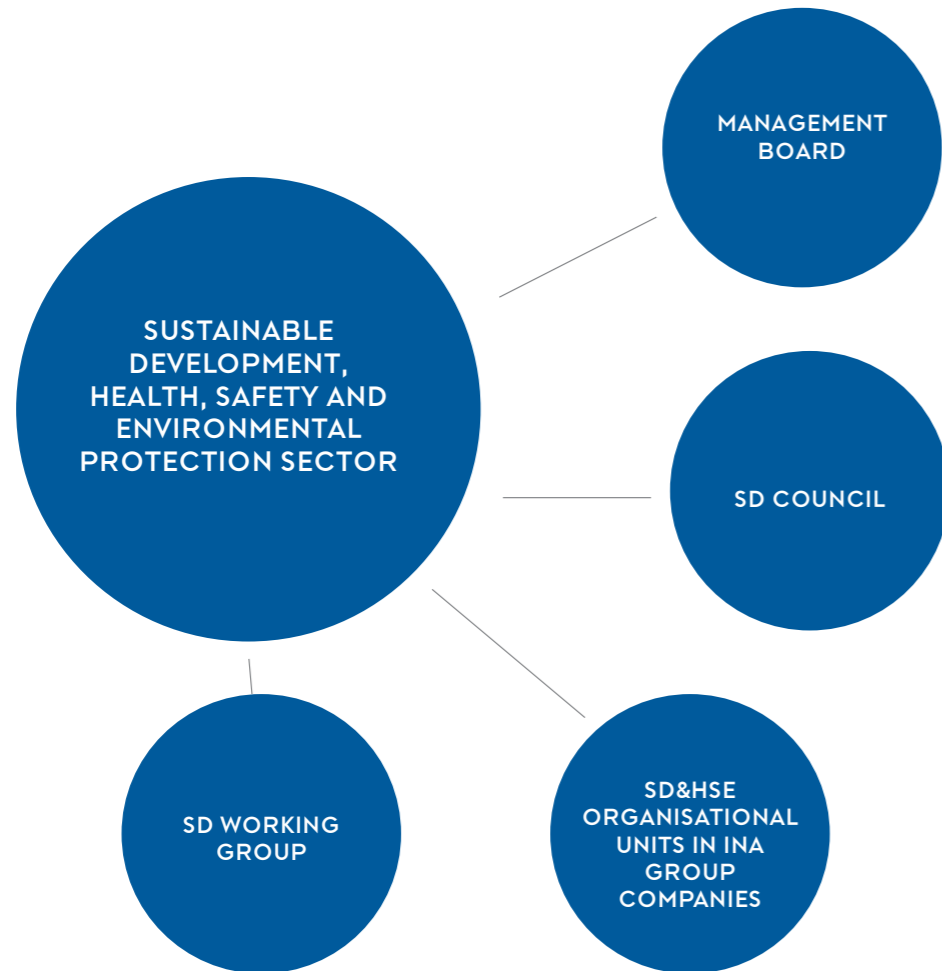 MANAGEMENT
BOARD
SUSTAINABLE
DEVELOPMENT,
HEALTH, SAFETY AND
ENVIRONMENTAL
PROTECTION SECTOR
SD COUNCIL
SD WORKING
GROUP
SD&HSE
ORGANISATIONAL
UNITS IN INA
GROUP
COMPANIES